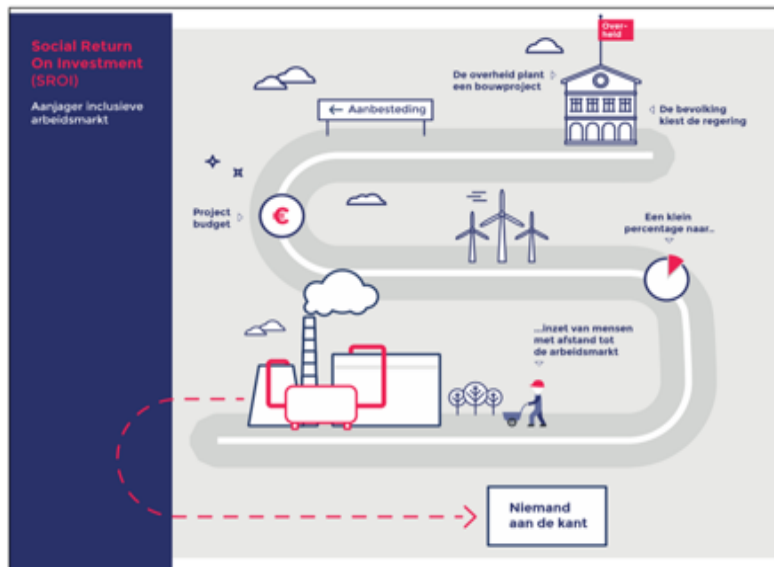 Social Return
On Investment
(SROI)
Aanjager inclusieve
arbeidsmarkt
Over-
heid
De overheid plant
een bouwproject
De bevolking
kiest de regering
← Aanbesteding
Project
budget
€
Een klein
percentage naar..
...inzet van mensen
met afstand tot
de arbeidsmarkt
Niemand
aan de kant